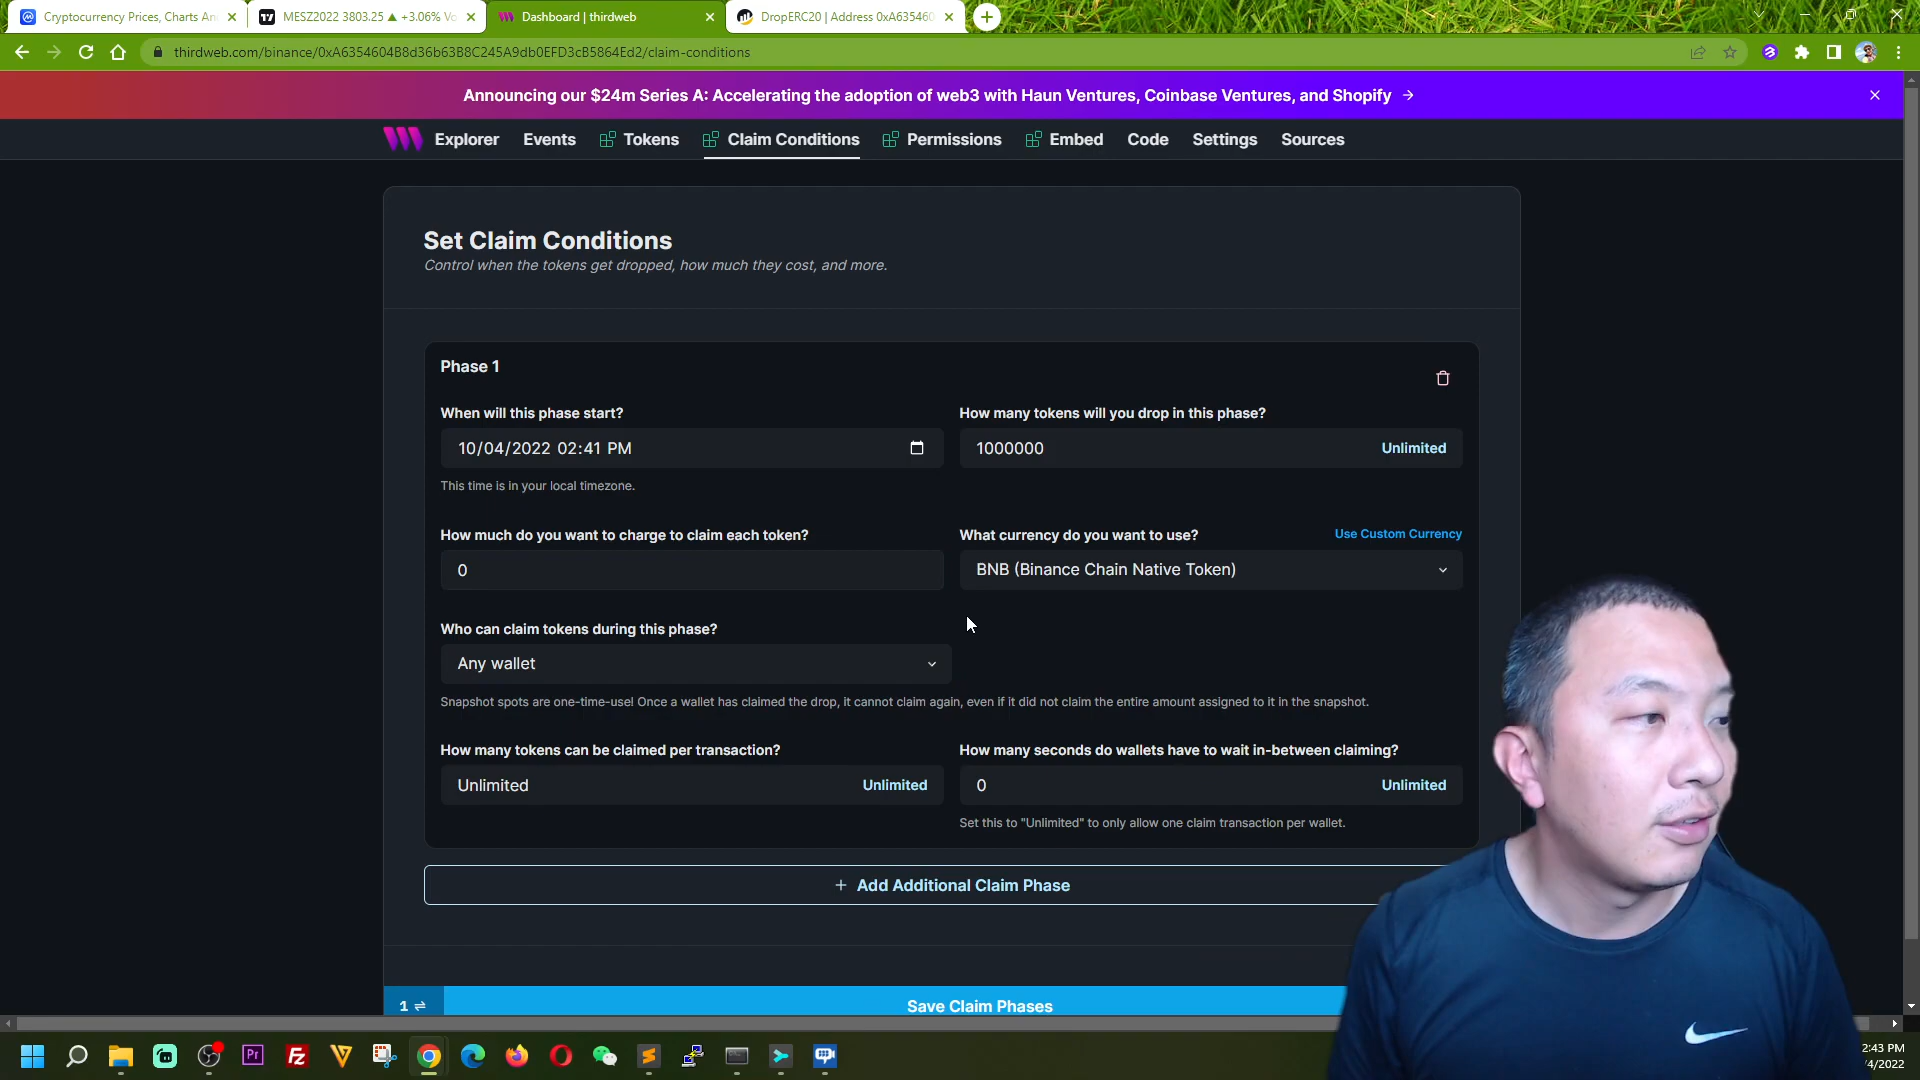 Cryptocurrency Prices, Charts An
MESZ2022 3803.25 ▲ +3.06% Vo
Dashboard | thirdweb
DropERC20 | Address 0xA635460
thirdweb.com/binance/0xA6354604B8d36b63B8C245A9db0EFD3cB5864Ed2/claim-conditions
Announcing our $24m Series A: Accelerating the adoption of web3 with Haun Ventures, Coinbase Ventures, and Shopify →
Explorer Events Tokens Claim Conditions Permissions Embed Code Settings Sources
Set Claim Conditions
Control when the tokens get dropped, how much they cost, and more.
Phase 1
When will this phase start?
How many tokens will you drop in this phase?
10/04/2022 02:41 PM
1000000 Unlimited
This time is in your local timezone.
How much do you want to charge to claim each token?
What currency do you want to use? Use Custom Currency
0
BNB (Binance Chain Native Token)
Who can claim tokens during this phase?
Any wallet
Snapshot spots are one-time-use! Once a wallet has claimed the drop, it cannot claim again, even if it did not claim the entire amount assigned to it in the snapshot.
How many tokens can be claimed per transaction?
How many seconds do wallets have to wait in-between claiming?
Unlimited Unlimited
0 Unlimited
Set this to "Unlimited" to only allow one claim transaction per wallet.
+ Add Additional Claim Phase
1 ⇌ Save Claim Phases
Pr
Fz
2:43 PM
/4/2022